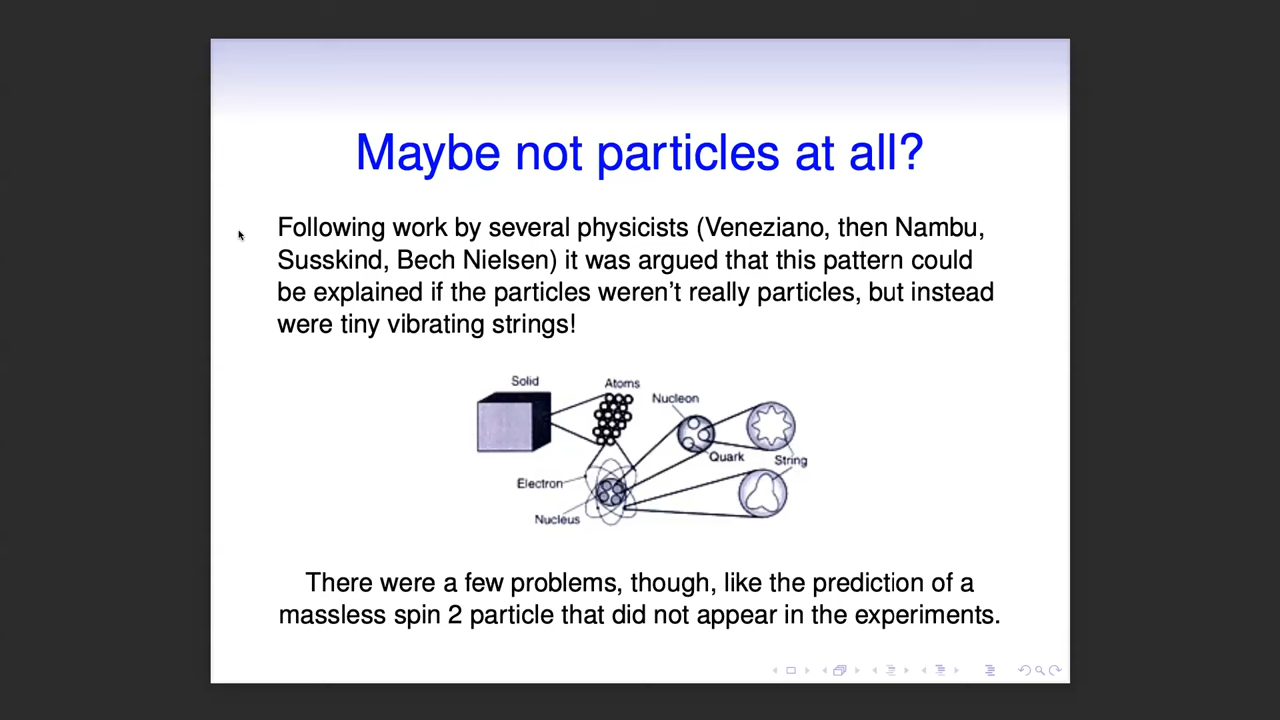 Maybe not particles at all?
Following work by several physicists (Veneziano, then Nambu,
Susskind, Bech Nielsen) it was argued that this pattern could
be explained if the particles weren't really particles, but instead
were tiny vibrating strings!
Solid
Atoms
Nucleon
Quark
String
Electron
Nucleus
There were a few problems, though, like the prediction of a
massless spin 2 particle that did not appear in the experiments.